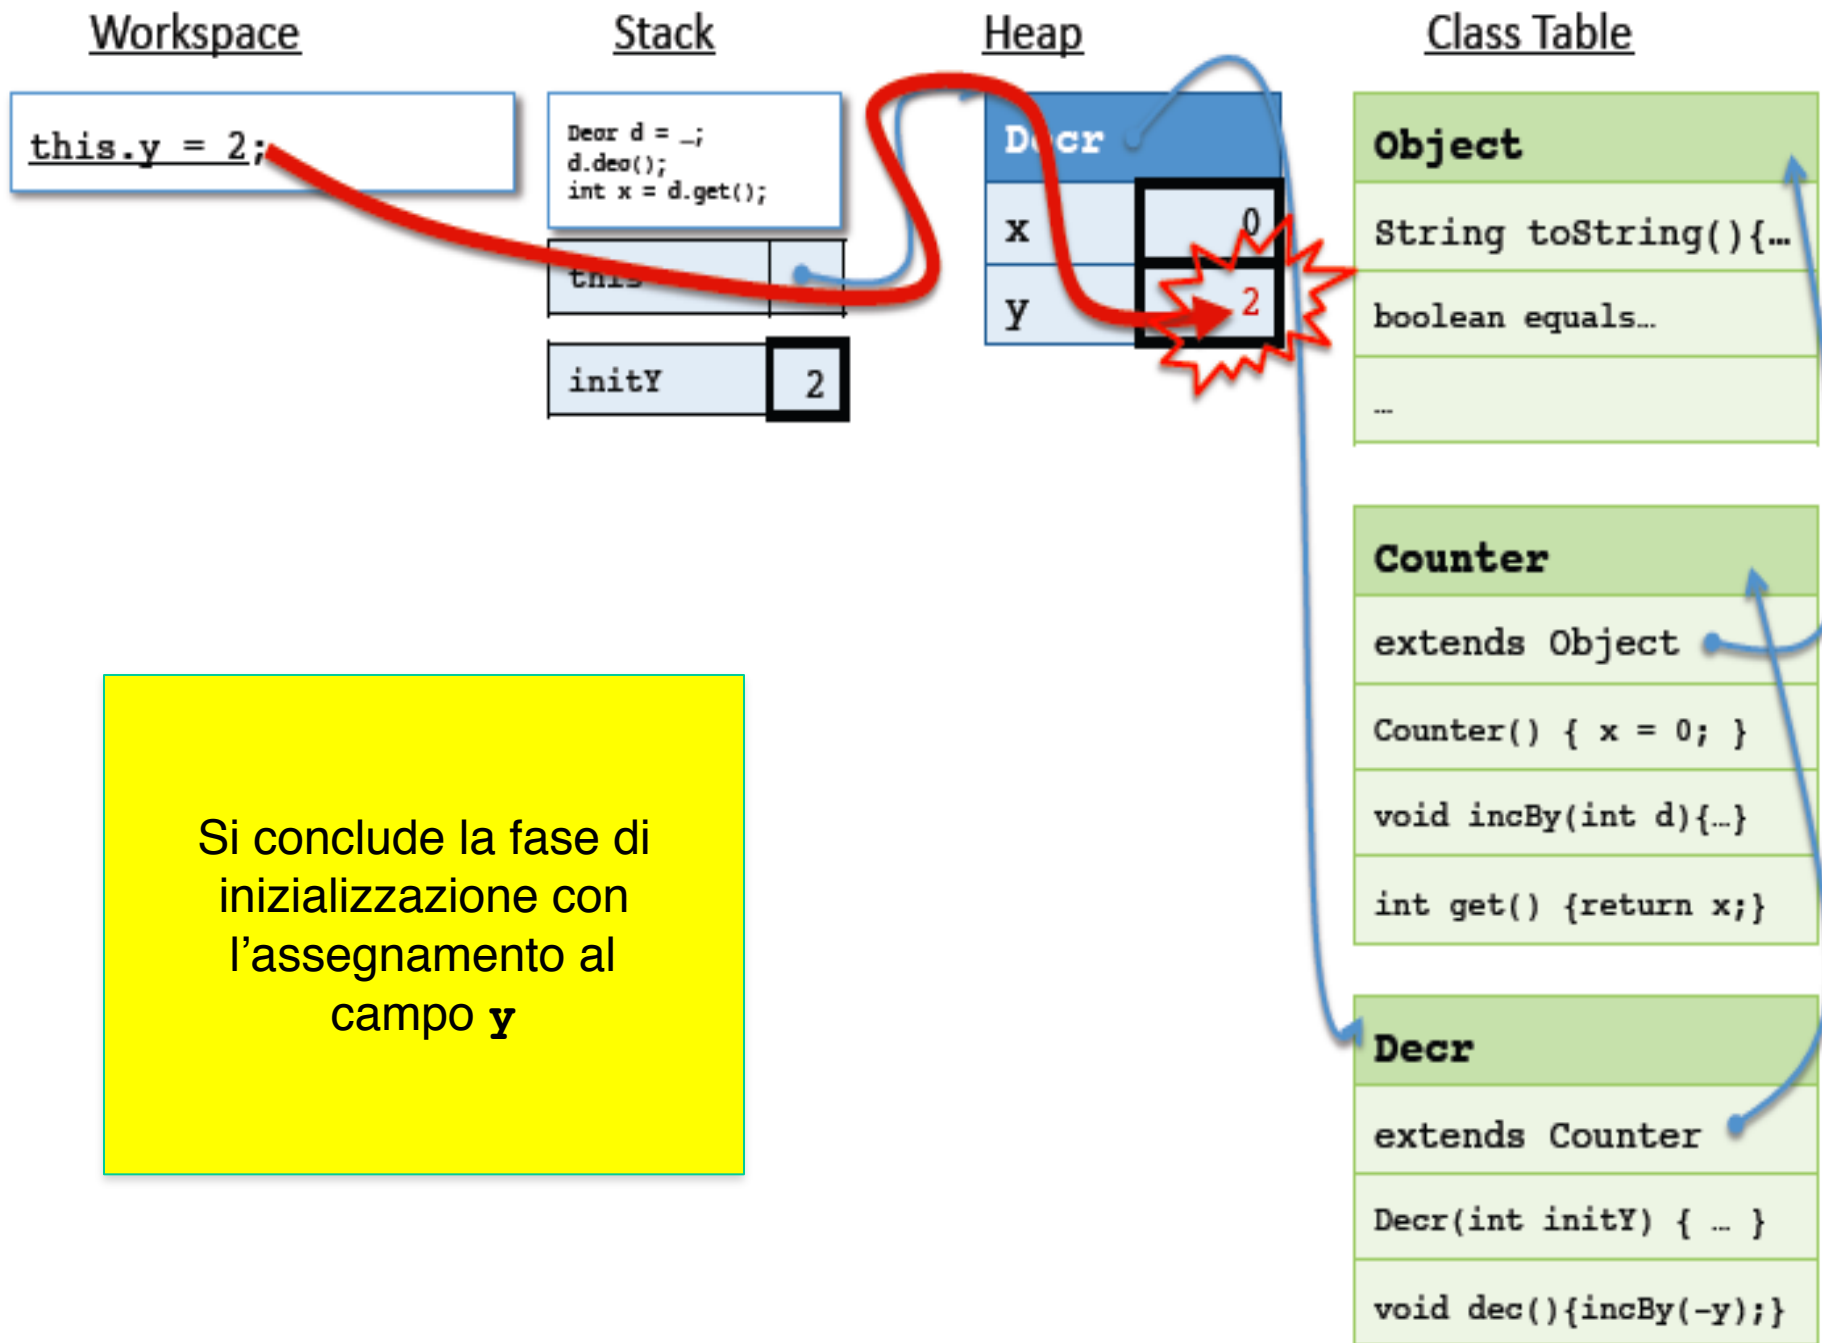 Workspace
Stack
Heap
Class Table
this.y = 2;
Decr d = _;
d.dec();
int x = d.get();
this
initY 2
Decr
x 0
y 2
Object
String toString(){…
boolean equals…
…
Counter
extends Object
Counter() { x = 0; }
void incBy(int d){…}
int get() {return x;}
Decr
extends Counter
Decr(int initY) { … }
void dec(){incBy(-y);}
Si conclude la fase di
inizializzazione con
l’assegnamento al
campo y